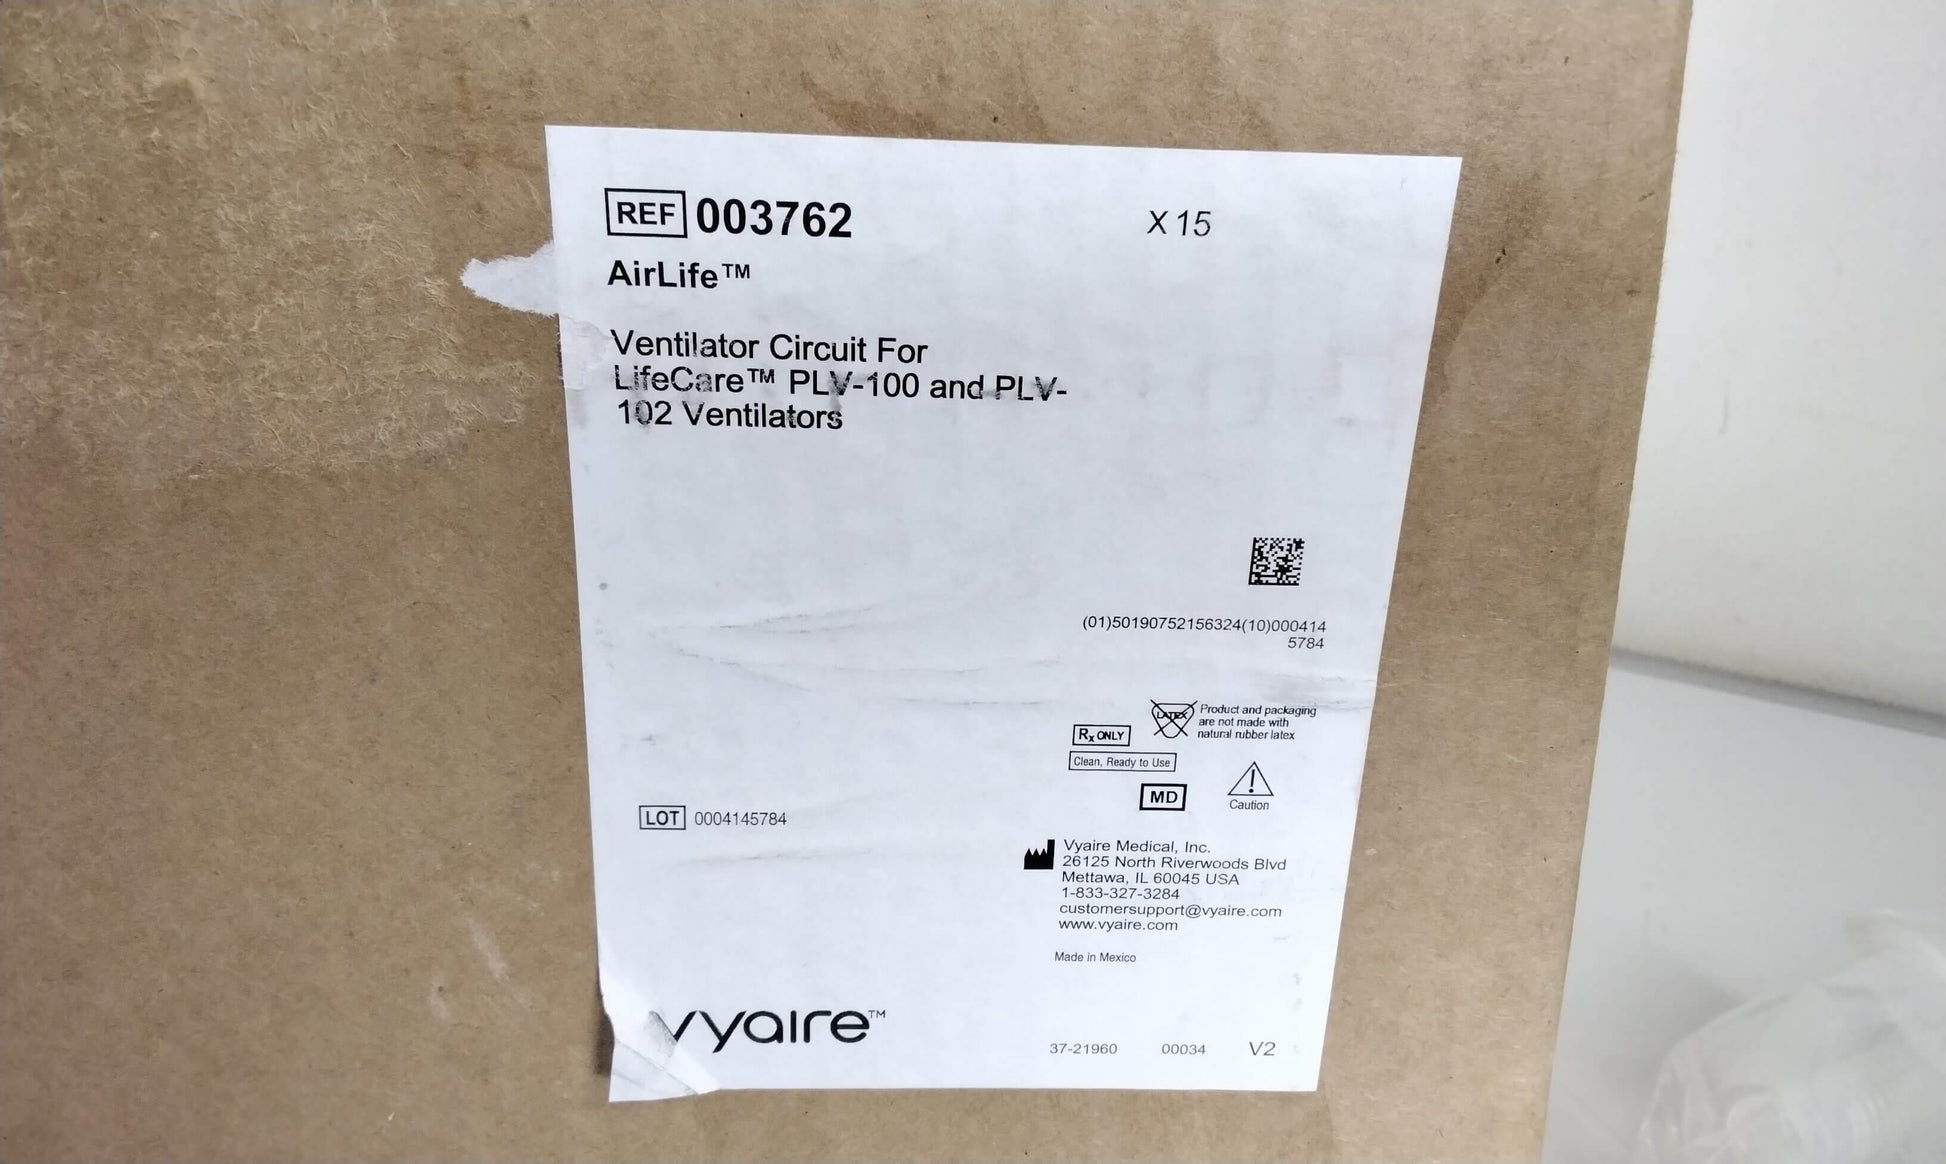 REF 003762
X 15
AirLife™
Ventilator Circuit For
LifeCare™ PLV-100 and PLV-
102 Ventilators
(01)50190752156324(10)000414
5784
LATEX
Product and packaging
are not made with
natural rubber latex
Rx ONLY
Clean, Ready to Use
MD
Caution
LOT 0004145784
Vyaire Medical, Inc.
26125 North Riverwoods Blvd
Mettawa, IL 60045 USA
1-833-327-3284
customersupport@vyaire.com
www.vyaire.com
Made in Mexico
vyaire™
37-21960 00034 V2